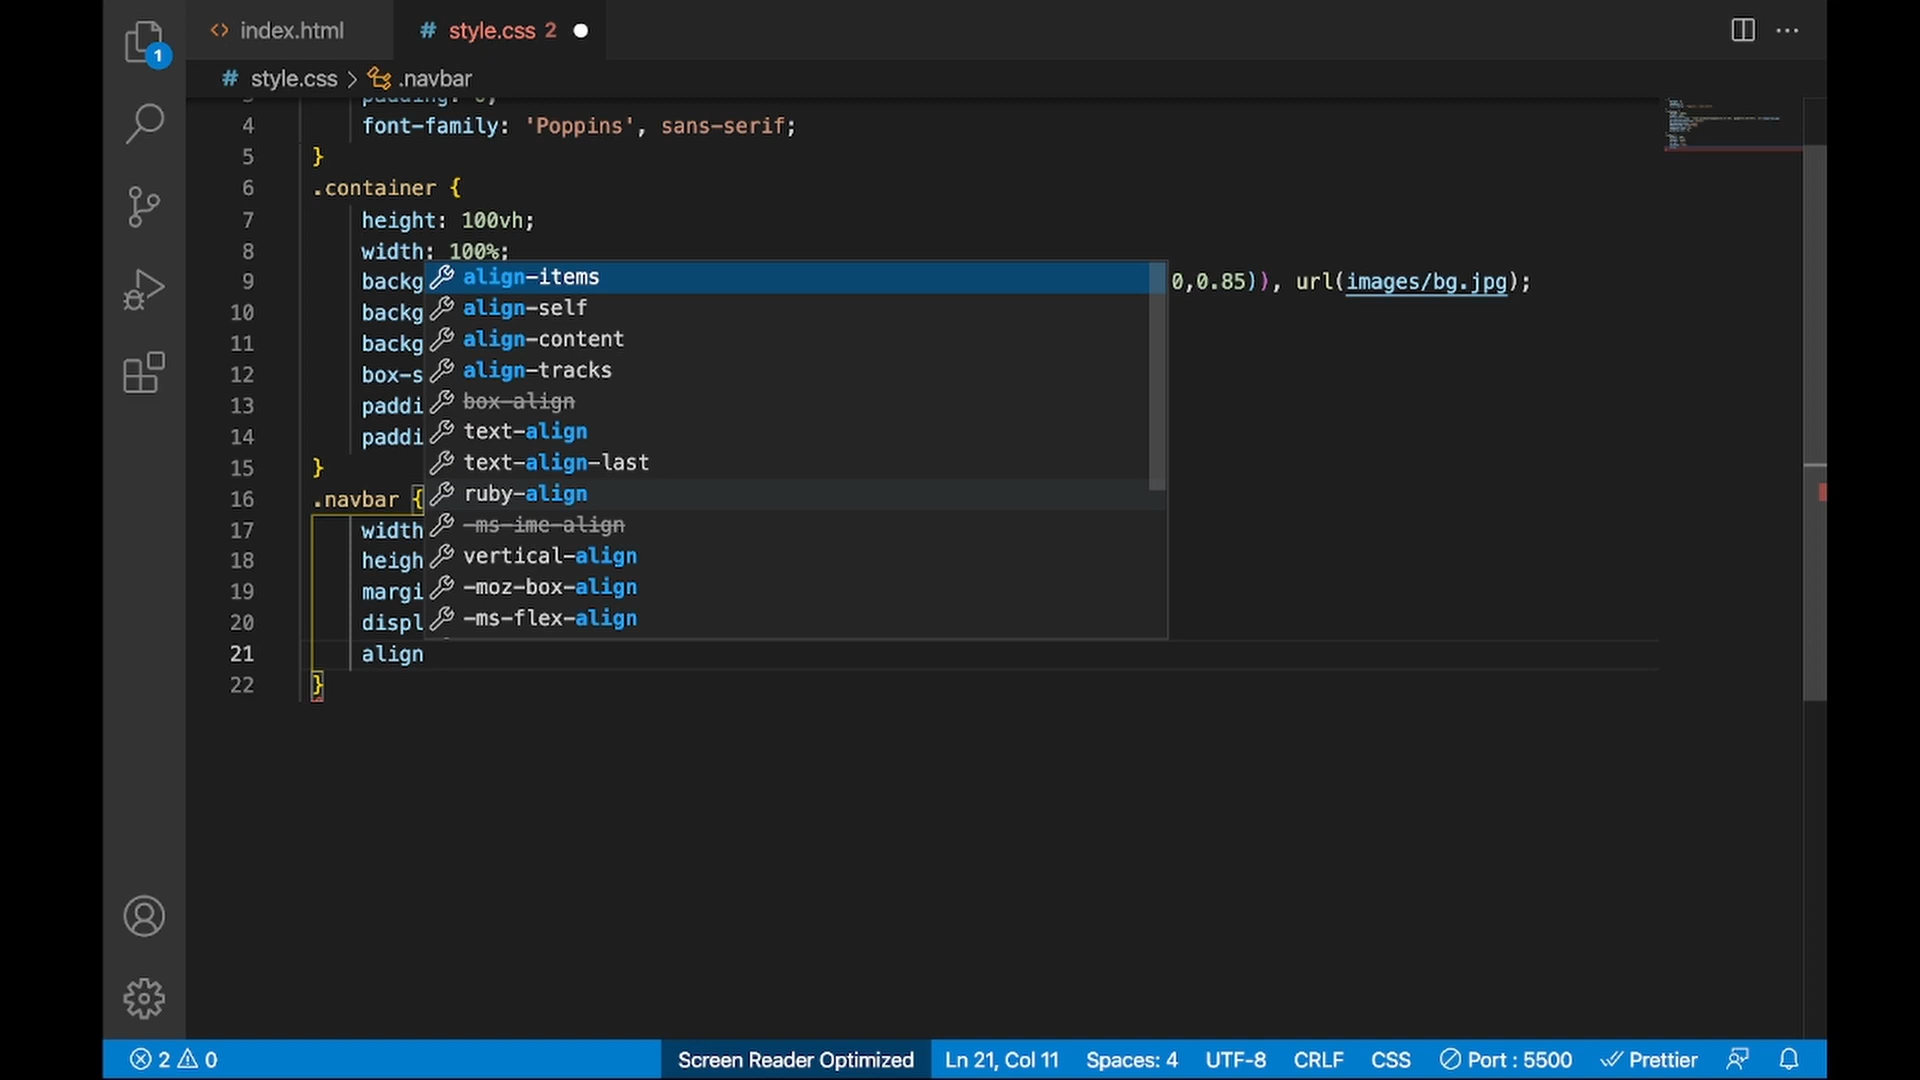 index.html
# style.css 2
# style.css > .navbar
4 font-family: 'Poppins', sans-serif;
5 }
6 .container {
7 height: 100vh;
8 width: 100%;
9 backg 0,0.85)), url(images/bg.jpg);
10 backg
11 backg
12 box-s
13 paddi
14 paddi
15 }
16 .navbar {
17 width
18 heigh
19 margi
20 displ
21 align
22 }
align-items
align-self
align-content
align-tracks
box-align
text-align
text-align-last
ruby-align
-ms-ime-align
vertical-align
-moz-box-align
-ms-flex-align
1
2 0
Screen Reader Optimized
Ln 21, Col 11
Spaces: 4
UTF-8
CRLF
CSS
Port : 5500
Prettier